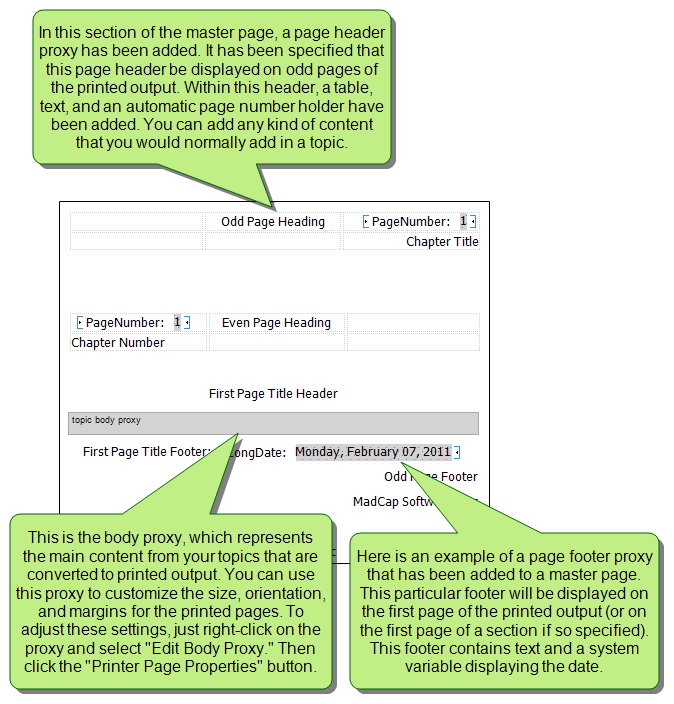 In this section of the master page, a page header
proxy has been added. It has been specified that
this page header be displayed on odd pages of
the printed output. Within this header, a table,
text, and an automatic page number holder have
been added. You can add any kind of content
that you would normally add in a topic.
Odd Page Heading PageNumber: 1
Chapter Title
PageNumber: 1 Even Page Heading
Chapter Number
First Page Title Header
topic body proxy
First Page Title Footer: LongDate: Monday, February 07, 2011
Odd Page Footer
MadCap
This is the body proxy, which represents
the main content from your topics that are
converted to printed output. You can use
this proxy to customize the size, orientation,
and margins for the printed pages. To
adjust these settings, just right-click on the
proxy and select "Edit Body Proxy." Then
click the "Printer Page Properties" button.
Here is an example of a page footer proxy
that has been added to a master page.
This particular footer will be displayed on
the first page of the printed output (or on
the first page of a section if so specified).
This footer contains text and a system
variable displaying the date.